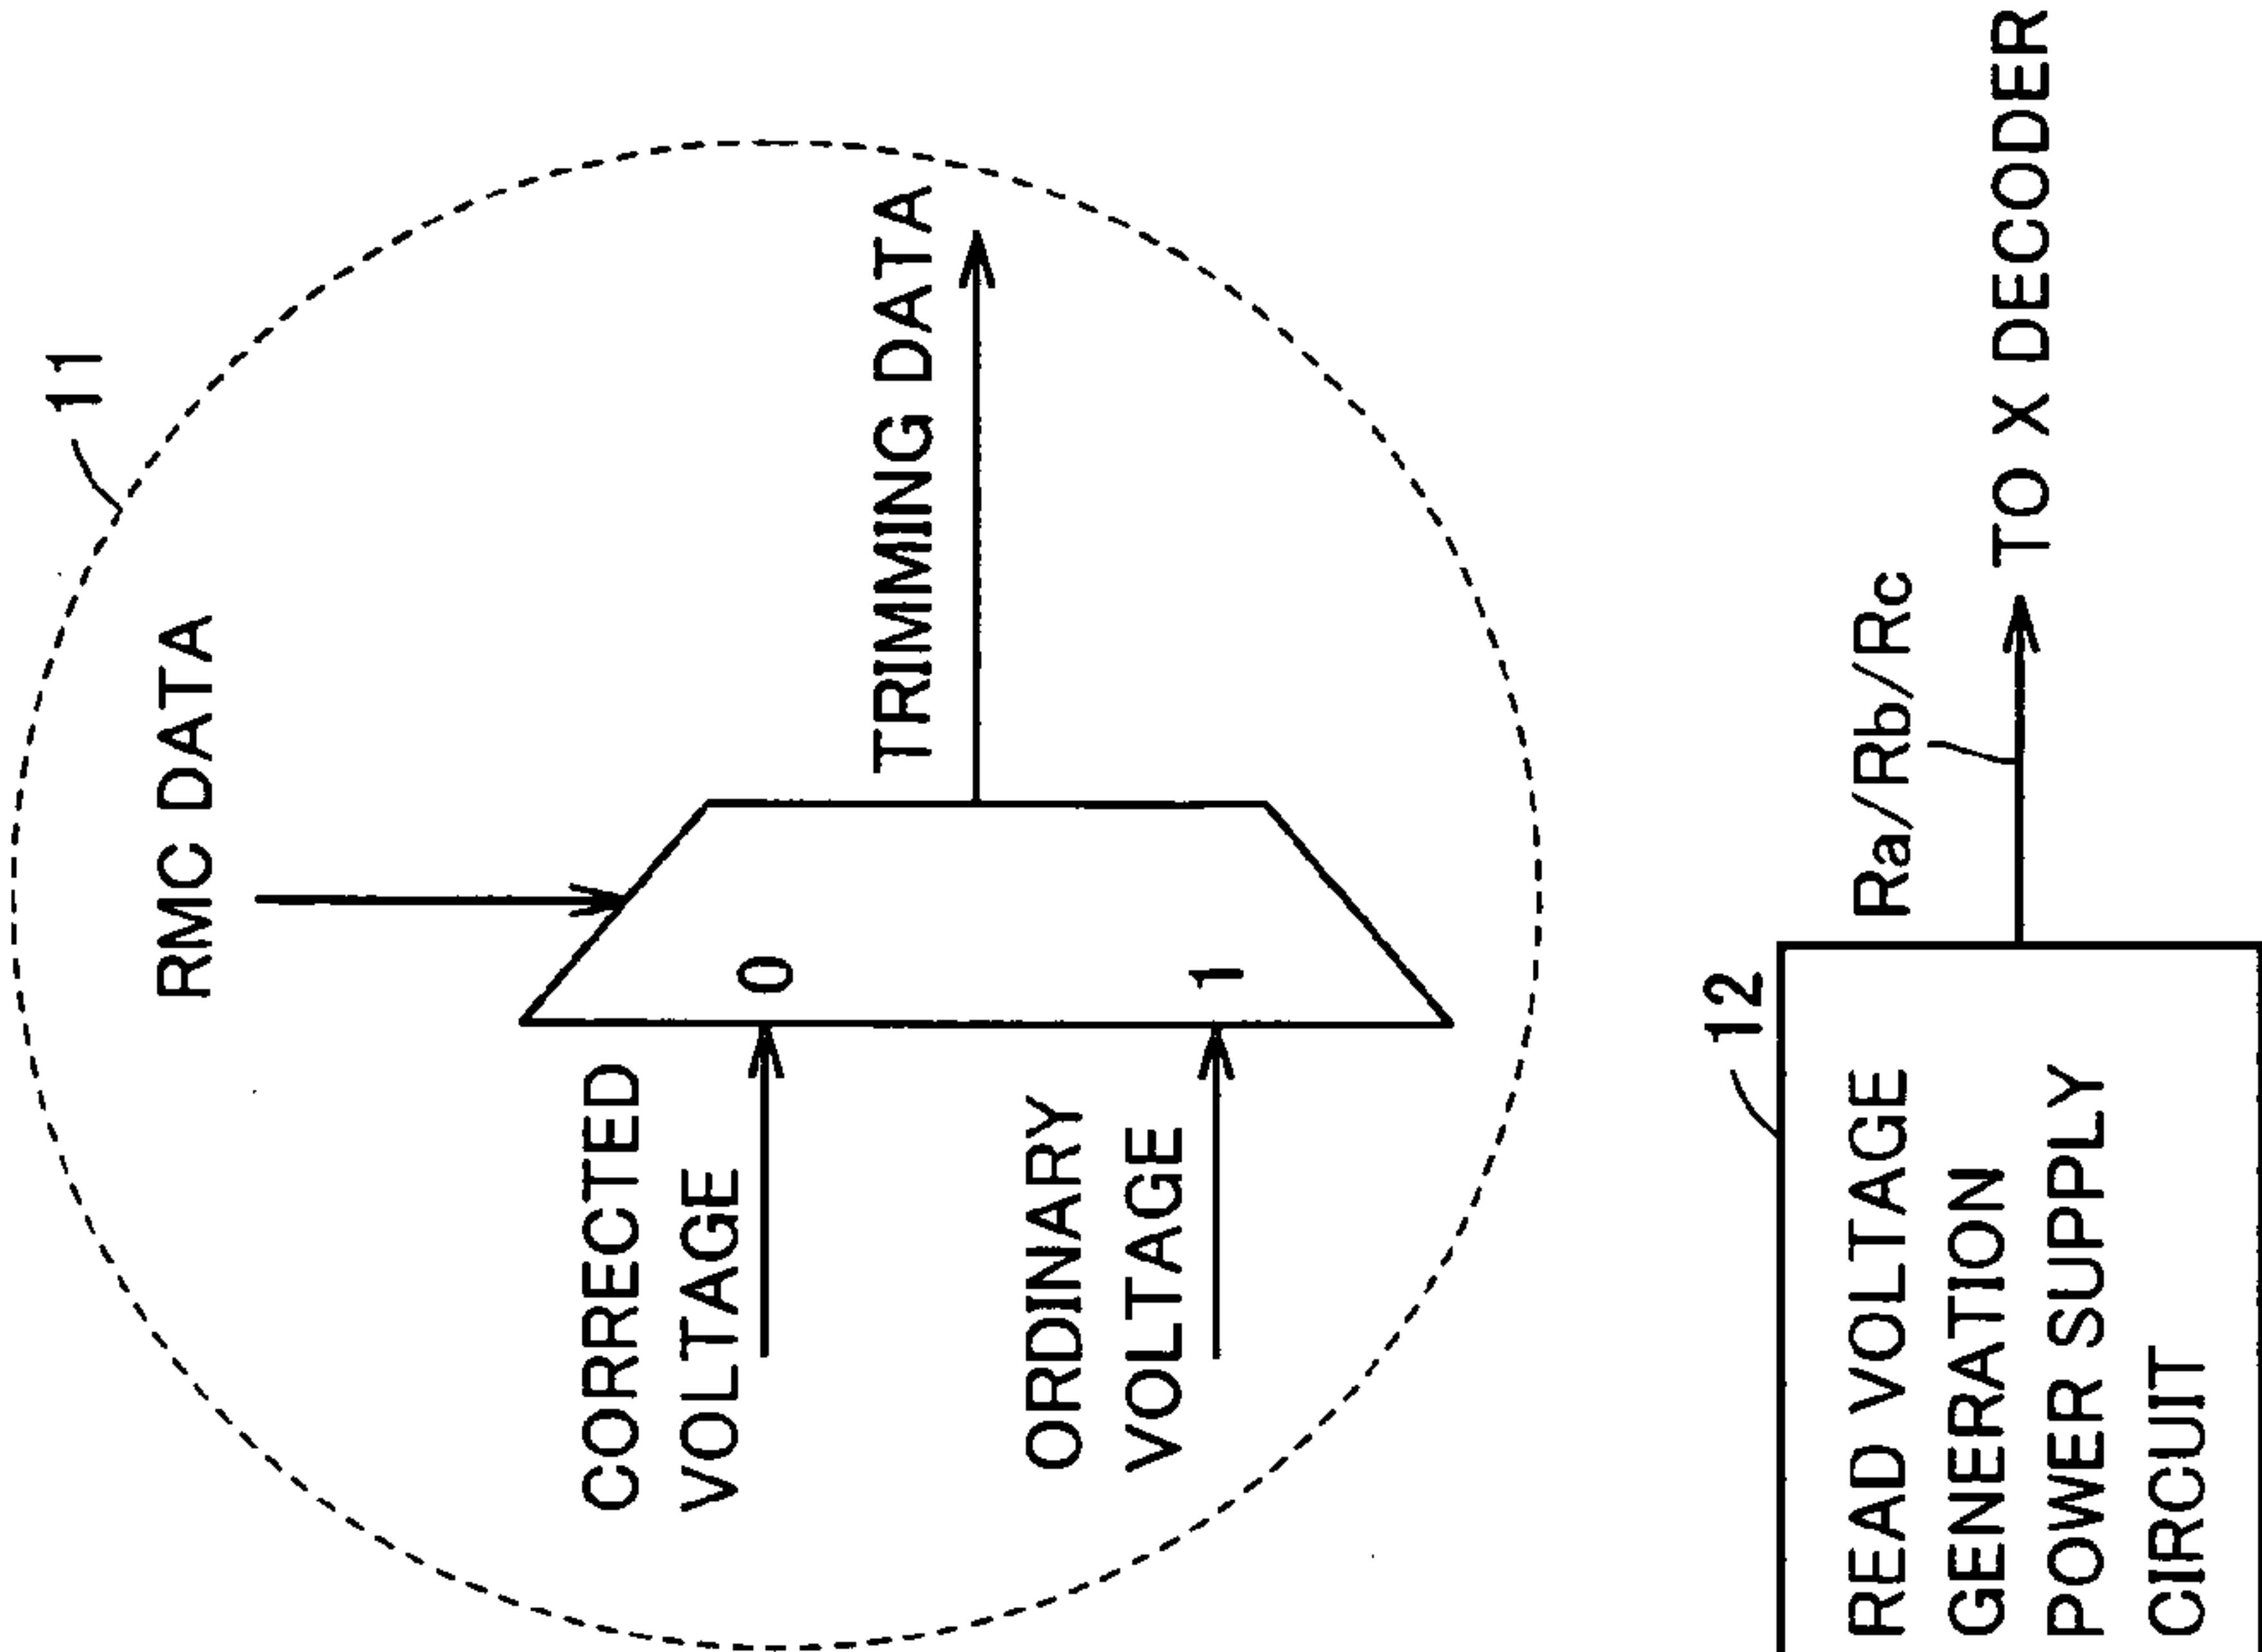 11
RMC DATA
TRIMMING DATA
CORRECTED
VOLTAGE
0
ORDINARY
VOLTAGE
1
12
READ VOLTAGE
GENERATION
POWER SUPPLY
CIRCUIT
Ra/Rb/Rc
TO X DECODER